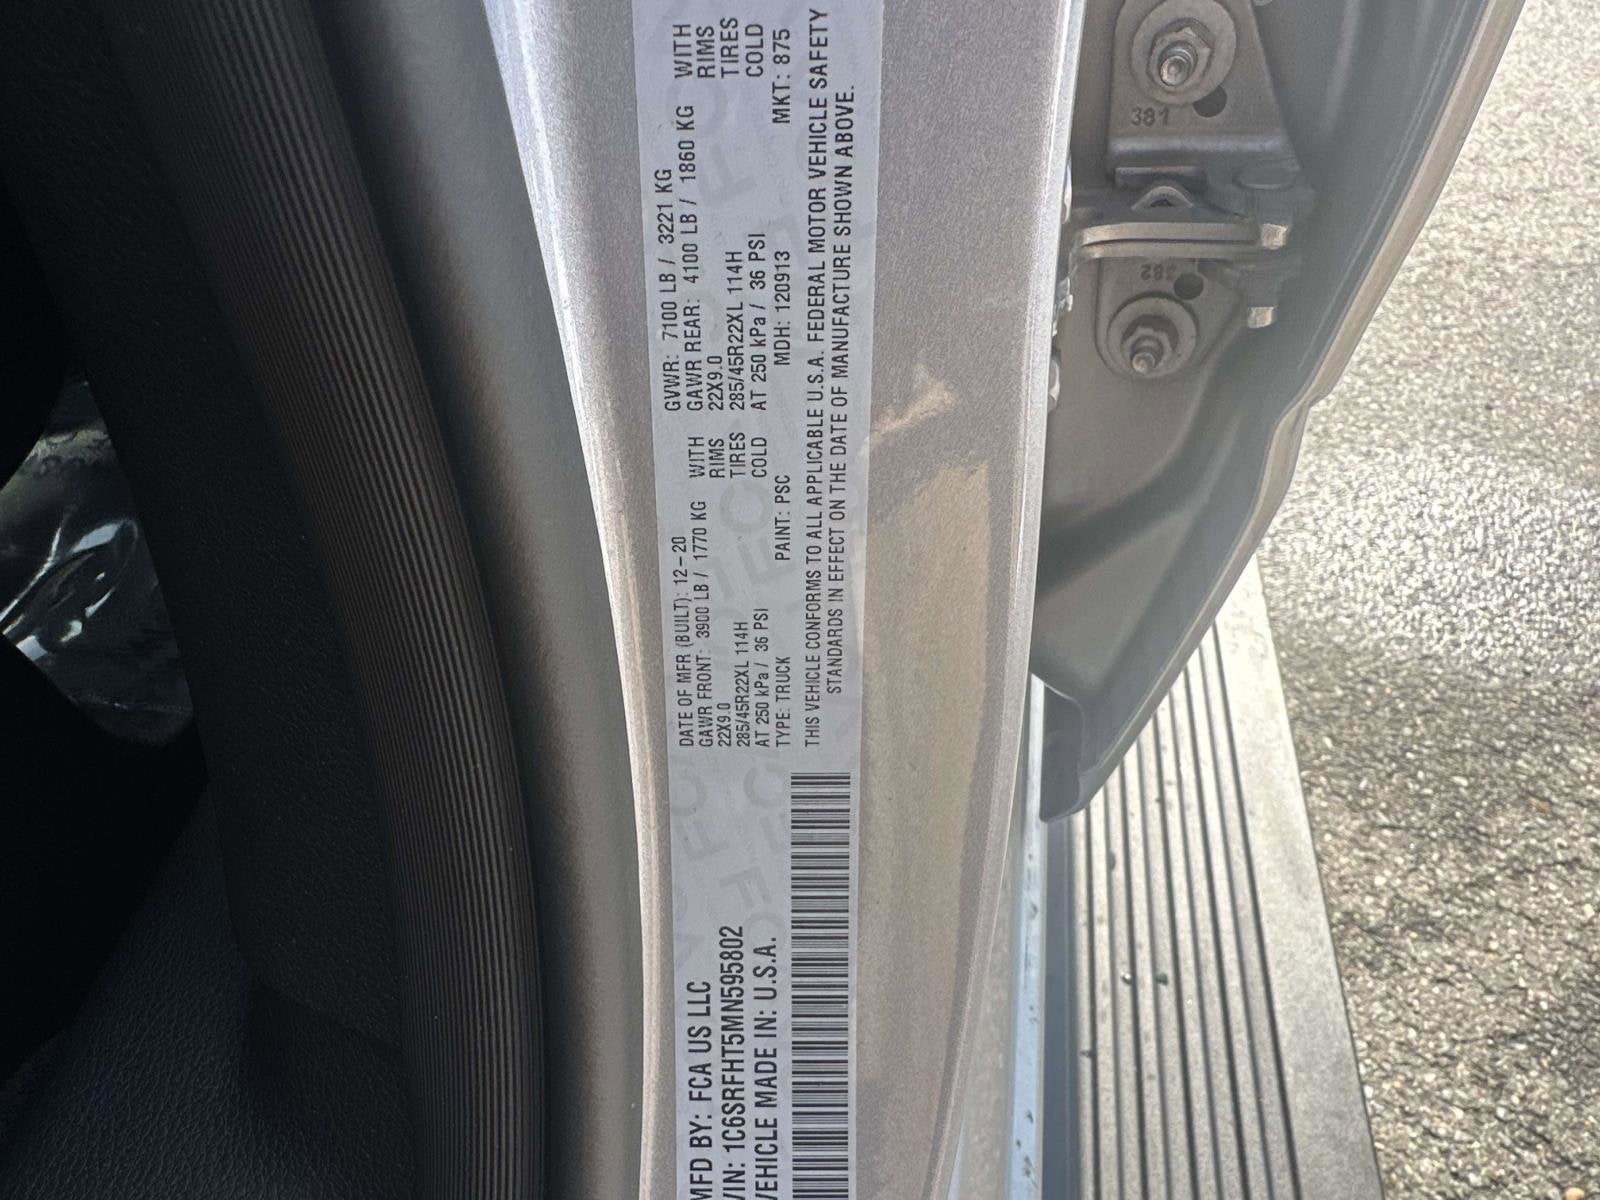 MFD BY: FCA US LLC
VIN: 1C6SRFHT5MN595802
VEHICLE MADE IN: U.S.A.
DATE OF MFR (BUILT): 12-20
GAWR FRONT: 3900 LB / 1770 KG WITH
22X9.0 RIMS
285/45R22XL 114H TIRES
AT 250 kPa / 36 PSI COLD
TYPE: TRUCK PAINT: PSC
GVWR: 7100 LB / 3221 KG
GAWR REAR: 4100 LB / 1860 KG WITH
22X9.0 RIMS
285/45R22XL 114H TIRES
AT 250 kPa / 36 PSI COLD
MDH: 120913 MKT: 875
THIS VEHICLE CONFORMS TO ALL APPLICABLE U.S.A. FEDERAL MOTOR VEHICLE SAFETY
STANDARDS IN EFFECT ON THE DATE OF MANUFACTURE SHOWN ABOVE.
381
382